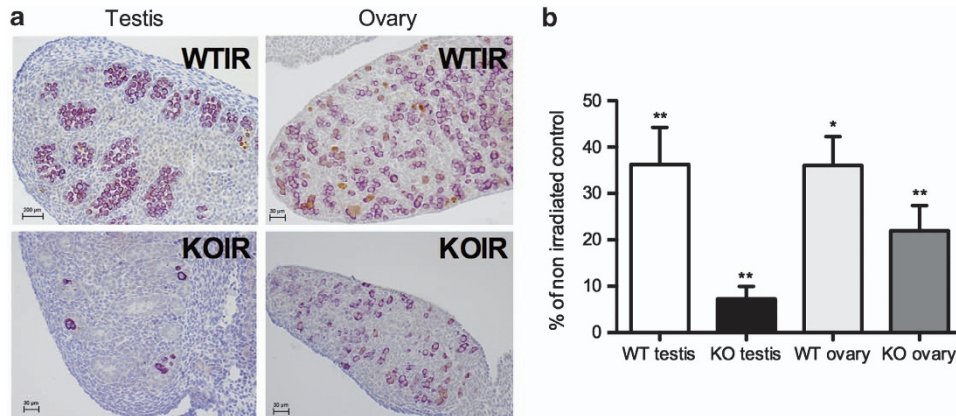 a
Testis Ovary
WTIR WTIR
200 µm 30 µm
KOIR KOIR
30 µm 30 µm
b
% of non irradiated control
50
40
30
20
10
0
** ** * **
WT testis KO testis WT ovary KO ovary